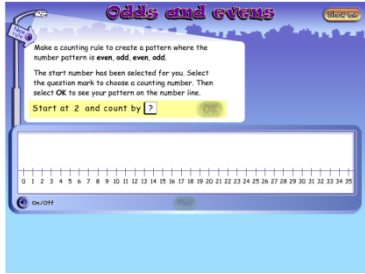 Odds and evens
Show me
New rule
Make a counting rule to create a pattern where the
number pattern is even, odd, even, odd.
The start number has been selected for you. Select
the question mark to choose a counting number. Then
select OK to see your pattern on the number line.
Start at 2 and count by ?
OK
0 1 2 3 4 5 6 7 8 9 10 11 12 13 14 15 16 17 18 19 20 21 22 23 24 25 26 27 28 29 30 31 32 33 34 35
On/Off